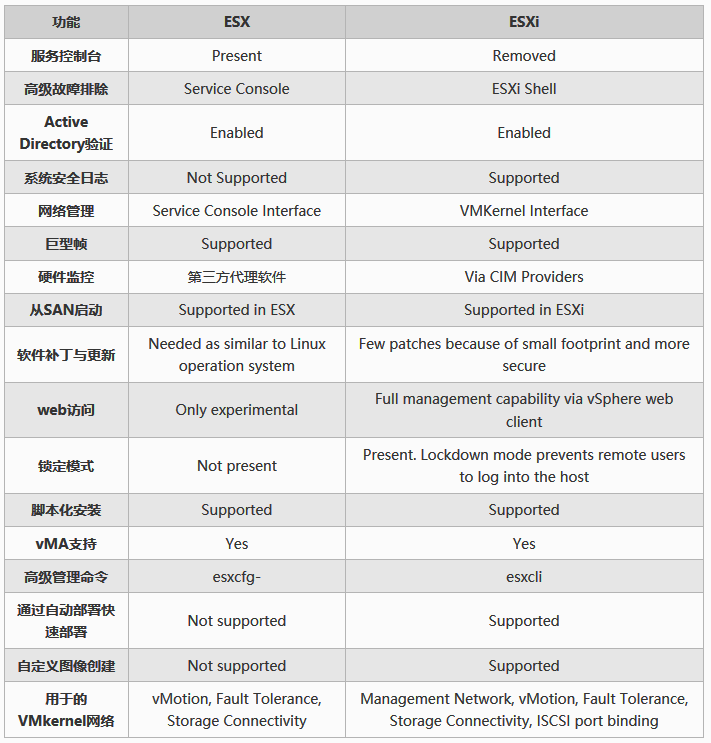 功能 ESX ESXi
服务控制台 Present Removed
高级故障排除 Service Console ESXi Shell
Active
Directory验证 Enabled Enabled
系统安全日志 Not Supported Supported
网络管理 Service Console Interface VMKernel Interface
巨型帧 Supported Supported
硬件监控 第三方代理软件 Via CIM Providers
从SAN启动 Supported in ESX Supported in ESXi
软件补丁与更新 Needed as similar to Linux
operation system Few patches because of small footprint and more
secure
web访问 Only experimental Full management capability via vSphere web
client
锁定模式 Not present Present. Lockdown mode prevents remote users
to log into the host
脚本化安装 Supported Supported
vMA支持 Yes Yes
高级管理命令 esxcfg- esxcli
通过自动部署快
速部署 Not supported Supported
自定义图像创建 Not supported Supported
用于的
VMkernel网络 vMotion, Fault Tolerance,
Storage Connectivity Management Network, vMotion, Fault Tolerance,
Storage Connectivity, ISCSI port binding